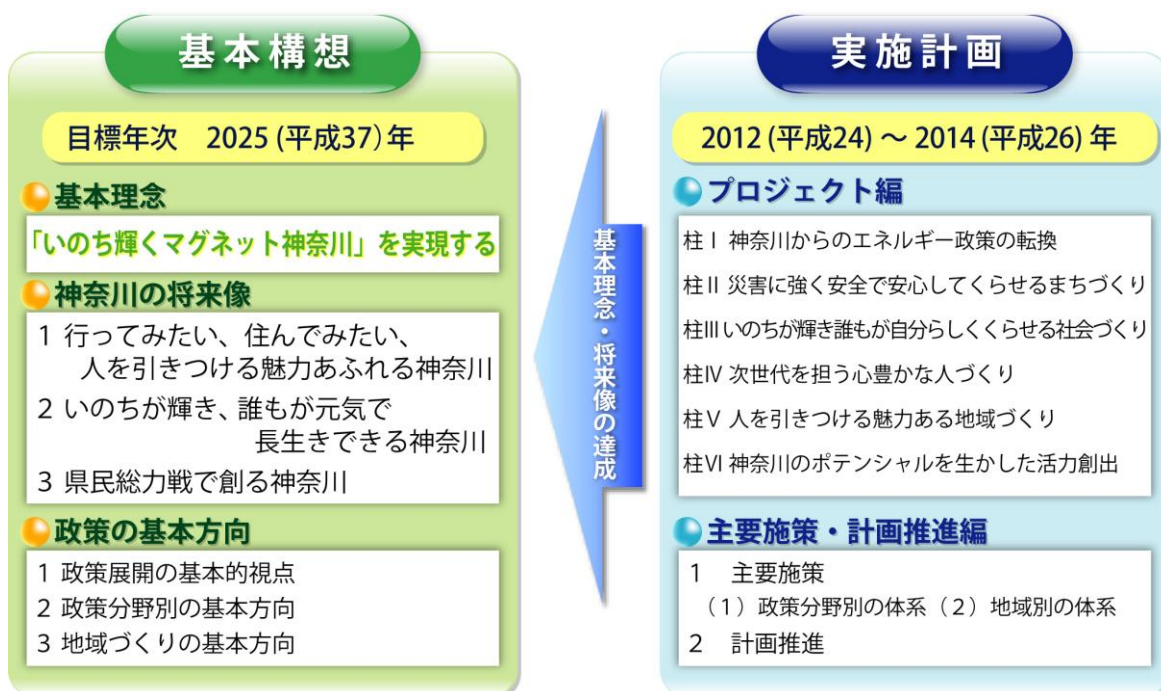 基本構想
目標年次 2025 (平成37)年
基本理念
「いのち輝くマグネット神奈川」を実現する
神奈川の将来像
1 行ってみたい、住んでみたい、
人を引きつける魅力あふれる神奈川
2 いのちが輝き、誰もが元気で
長生きできる神奈川
3 県民総力戦で創る神奈川
政策の基本方向
1 政策展開の基本的視点
2 政策分野別の基本方向
3 地域づくりの基本方向
基本理念・将来像の達成
実施計画
2012 (平成24) ～ 2014 (平成26) 年
プロジェクト編
柱Ⅰ 神奈川からのエネルギー政策の転換
柱Ⅱ 災害に強く安全で安心してくらせるまちづくり
柱Ⅲ いのちが輝き誰もが自分らしくくらせる社会づくり
柱Ⅳ 次世代を担う心豊かな人づくり
柱Ⅴ 人を引きつける魅力ある地域づくり
柱Ⅵ 神奈川のポテンシャルを生かした活力創出
主要施策・計画推進編
1 主要施策
（1）政策分野別の体系（2）地域別の体系
2 計画推進